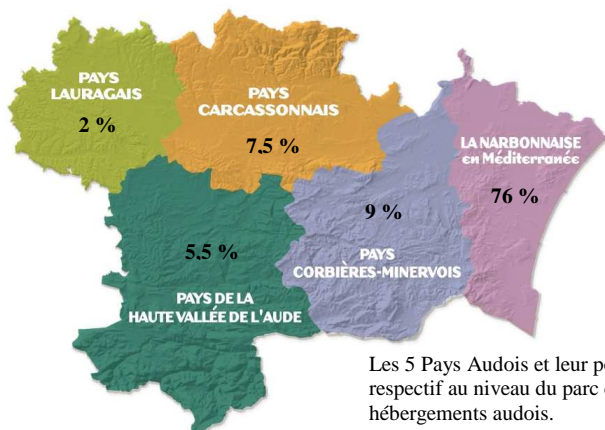 PAYS
LAURAGAIS
2 %
PAYS
CARCASSONNAIS
7,5 %
LA NARBONNAISE
en Méditerranée
76 %
9 %
PAYS
CORBIÈRES-MINERVOIS
5,5 %
PAYS DE LA
HAUTE VALLÉE DE L'AUDE
Les 5 Pays Audois et leur
respectif au niveau du parc
hébergements audois.